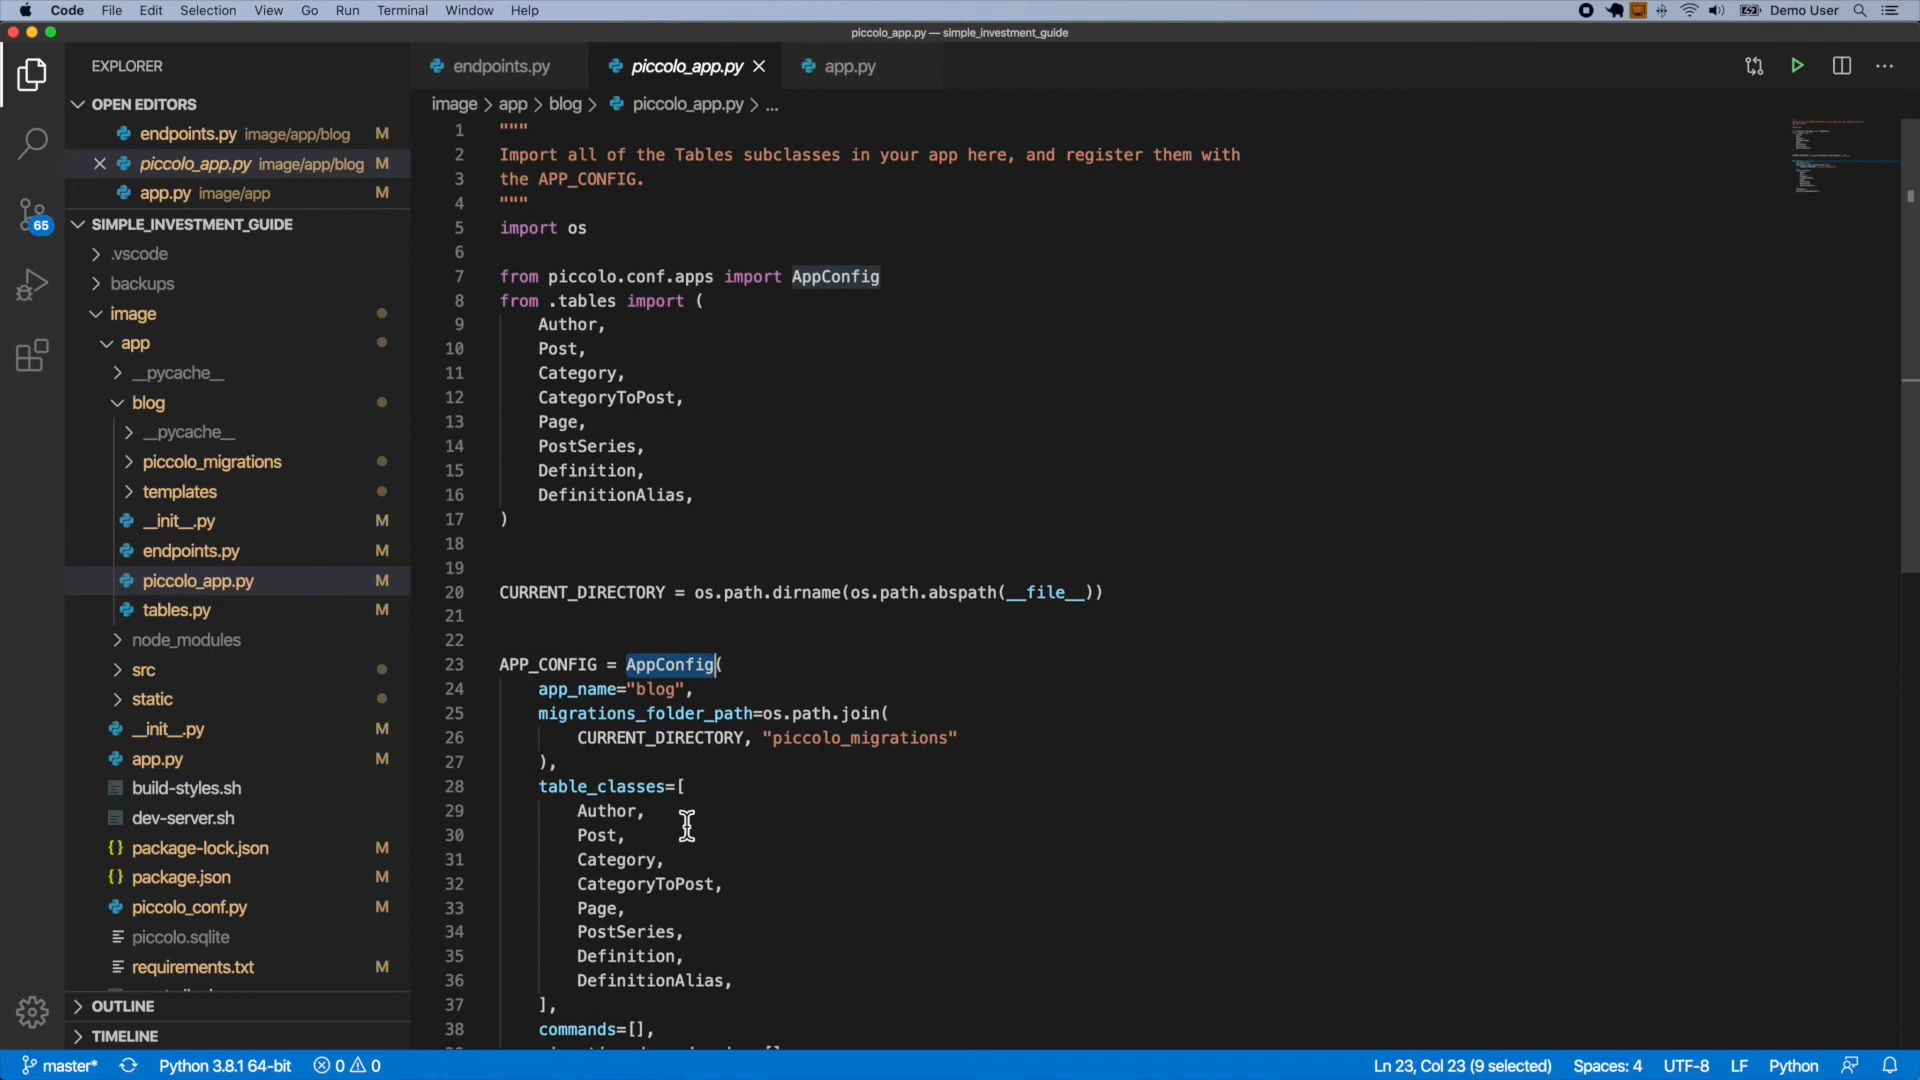 Code File Edit Selection View Go Run Terminal Window Help Demo User
piccolo_app.py — simple_investment_guide
EXPLORER
OPEN EDITORS
endpoints.py image/app/blog M
piccolo_app.py image/app/blog M
app.py image/app M
65
SIMPLE_INVESTMENT_GUIDE
.vscode
backups
image
app
__pycache__
blog
__pycache__
piccolo_migrations
templates
__init__.py M
endpoints.py M
piccolo_app.py M
tables.py M
node_modules
src
static
__init__.py M
app.py M
build-styles.sh
dev-server.sh
package-lock.json M
package.json M
piccolo_conf.py M
piccolo.sqlite
requirements.txt M
OUTLINE
TIMELINE
endpoints.py piccolo_app.py app.py
image > app > blog > piccolo_app.py > ...
1 """
2 Import all of the Tables subclasses in your app here, and register them with
3 the APP_CONFIG.
4 """
5 import os
6
7 from piccolo.conf.apps import AppConfig
8 from .tables import (
9 Author,
10 Post,
11 Category,
12 CategoryToPost,
13 Page,
14 PostSeries,
15 Definition,
16 DefinitionAlias,
17 )
18
19
20 CURRENT_DIRECTORY = os.path.dirname(os.path.abspath(__file__))
21
22
23 APP_CONFIG = AppConfig(
24 app_name="blog",
25 migrations_folder_path=os.path.join(
26 CURRENT_DIRECTORY, "piccolo_migrations"
27 ),
28 table_classes=[
29 Author,
30 Post,
31 Category,
32 CategoryToPost,
33 Page,
34 PostSeries,
35 Definition,
36 DefinitionAlias,
37 ],
38 commands=[],
master* Python 3.8.1 64-bit 0 0 Ln 23, Col 23 (9 selected) Spaces: 4 UTF-8 LF Python